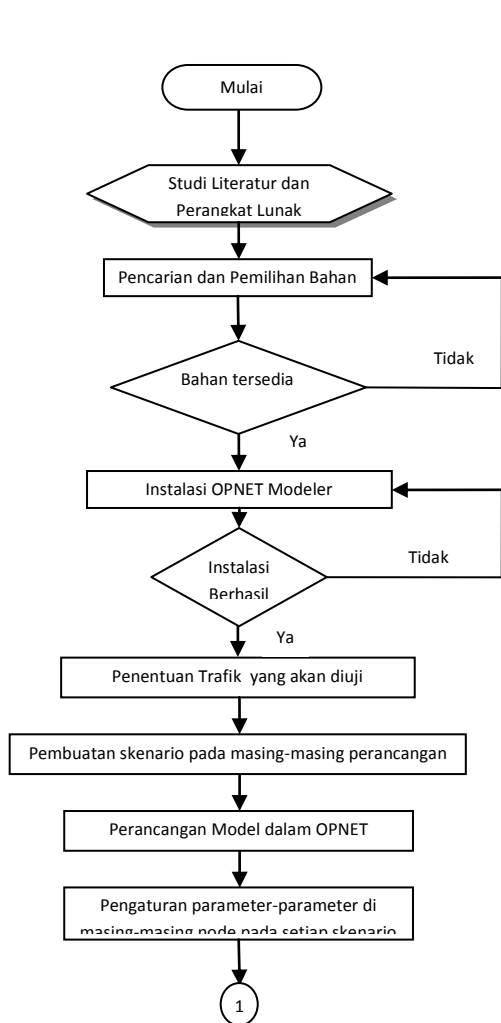 Mulai
Studi Literatur dan
Perangkat Lunak
Pencarian dan Pemilihan Bahan
Bahan tersedia
Tidak
Ya
Instalasi OPNET Modeler
Instalasi
Berhasil
Tidak
Ya
Penentuan Trafik yang akan diuji
Pembuatan skenario pada masing-masing perancangan
Perancangan Model dalam OPNET
Pengaturan parameter-parameter di
masing-masing node pada setiap skenario
1